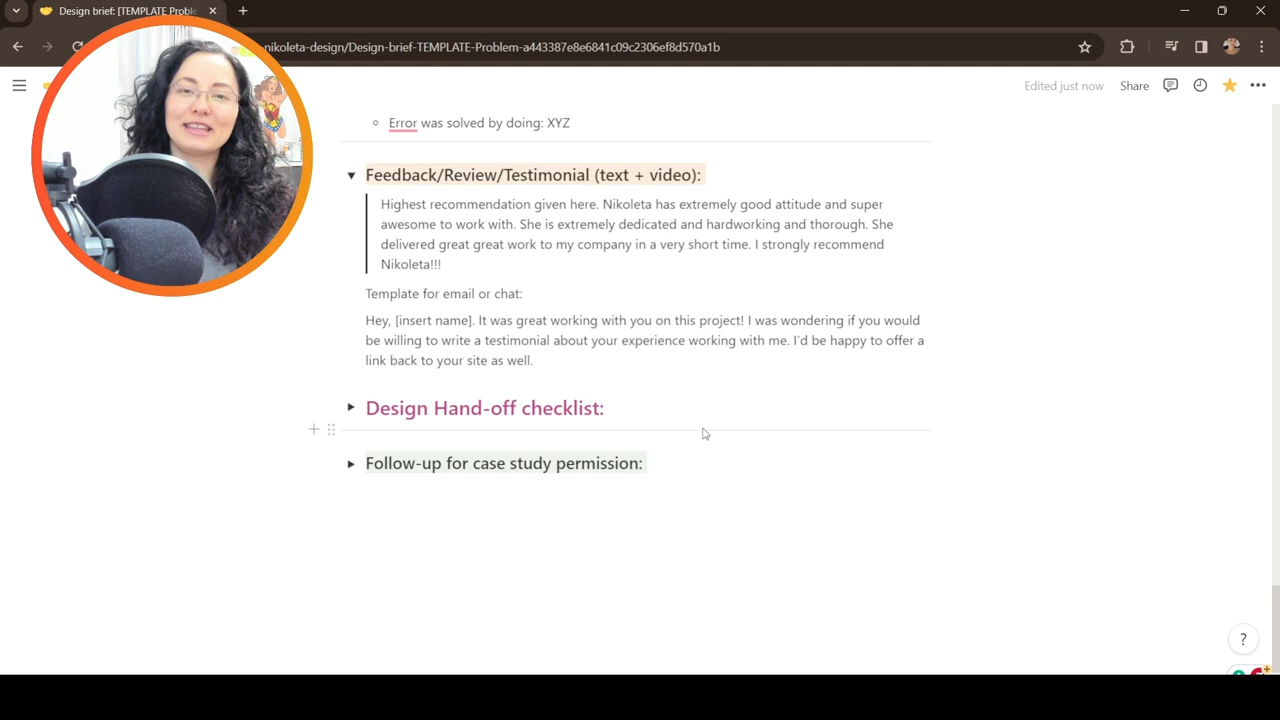 Design brief: [TEMPLATE Proble
-nikoleta-design/Design-brief-TEMPLATE-Problem-a443387e8e6841c09c2306ef8d570a1b
Edited just now
Share
Error was solved by doing: XYZ
Feedback/Review/Testimonial (text + video):
Highest recommendation given here. Nikoleta has extremely good attitude and super
awesome to work with. She is extremely dedicated and hardworking and thorough. She
delivered great great work to my company in a very short time. I strongly recommend
Nikoleta!!!
Template for email or chat:
Hey, [insert name]. It was great working with you on this project! I was wondering if you would
be willing to write a testimonial about your experience working with me. I'd be happy to offer a
link back to your site as well.
Design Hand-off checklist:
Follow-up for case study permission:
?